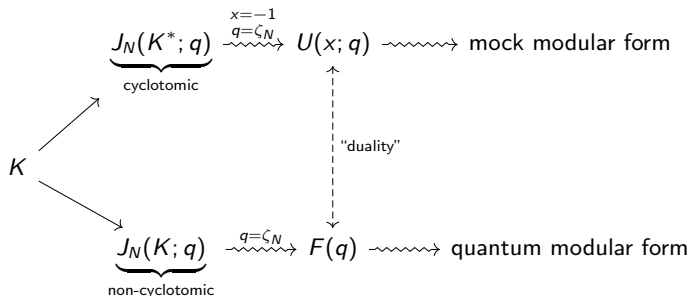 x=−1
q=ζ_N
J_N(K*; q) U(x; q) mock modular form
cyclotomic
K
“duality”
q=ζ_N
J_N(K; q) F(q) quantum modular form
non-cyclotomic